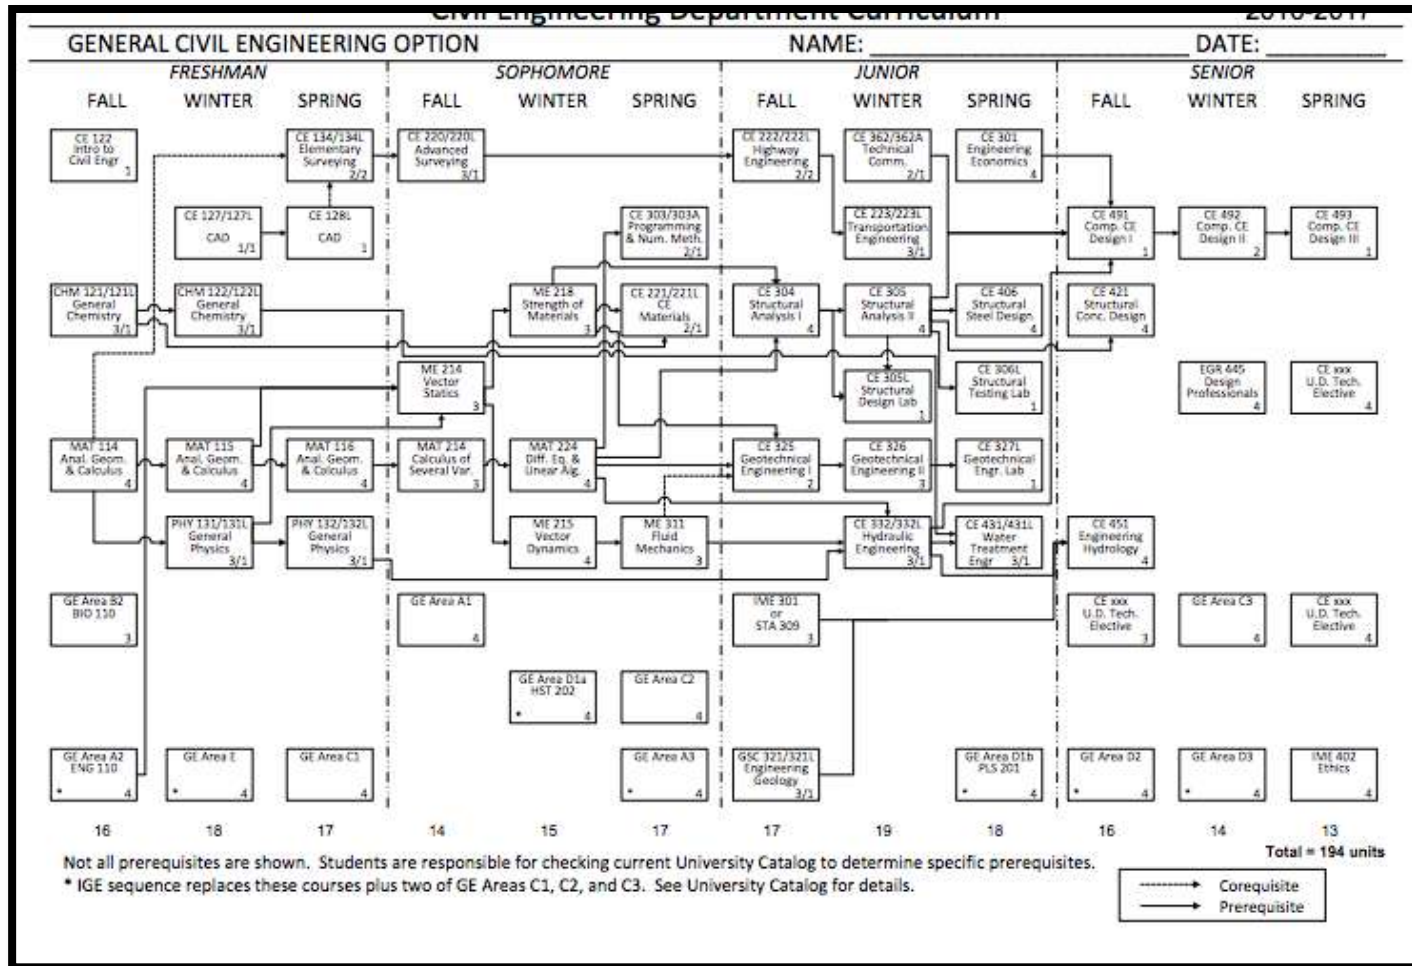 Civil Engineering Department Curriculum 2016-2017
GENERAL CIVIL ENGINEERING OPTION NAME: DATE:
FRESHMAN SOPHOMORE JUNIOR SENIOR
FALL WINTER SPRING FALL WINTER SPRING FALL WINTER SPRING FALL WINTER SPRING
CE 122
Intro to
Civil Engr
1
CE 134/134L
Elementary
Surveying
2/2
CE 220/220L
Advanced
Surveying
3/1
CE 222/222L
Highway
Engineering
2/2
CE 362/362A
Technical
Comm.
2/1
CE 301
Engineering
Economics
4
CE 127/127L
CAD
1/1
CE 128L
CAD
1
CE 303/303A
Programming
& Num. Meth.
2/1
CE 223/223L
Transportation
Engineering
3/1
CE 491
Comp. CE
Design I
1
CE 492
Comp. CE
Design II
2
CE 493
Comp. CE
Design III
1
CHM 121/121L
General
Chemistry
3/1
CHM 122/122L
General
Chemistry
3/1
ME 218
Strength of
Materials
3
CE 221/221L
CE
Materials
2/1
CE 304
Structural
Analysis I
4
CE 305
Structural
Analysis II
4
CE 406
Structural
Steel Design
4
CE 421
Structural
Conc. Design
4
ME 214
Vector
Statics
3
CE 305L
Structural
Design Lab
1
CE 306L
Structural
Testing Lab
1
EGR 445
Design
Professionals
4
CE xxx
U.D. Tech.
Elective
4
MAT 114
Anal. Geom.
& Calculus
4
MAT 115
Anal. Geom.
& Calculus
4
MAT 116
Anal. Geom.
& Calculus
4
MAT 214
Calculus of
Several Var.
3
MAT 224
Diff. Eq. &
Linear Alg.
4
CE 325
Geotechnical
Engineering I
2
CE 326
Geotechnical
Engineering II
3
CE 327L
Geotechnical
Engr. Lab
1
PHY 131/131L
General
Physics
3/1
PHY 132/132L
General
Physics
3/1
ME 215
Vector
Dynamics
4
ME 311
Fluid
Mechanics
3
CE 332/332L
Hydraulic
Engineering
3/1
CE 431/431L
Water
Treatment
Engr 3/1
CE 451
Engineering
Hydrology
4
GE Area B2
BIO 110
3
GE Area A1
4
IME 301
or
STA 309
3
CE xxx
U.D. Tech.
Elective
3
GE Area C3
4
CE xxx
U.D. Tech.
Elective
4
GE Area D1a
HST 202
* 4
GE Area C2
4
GE Area A2
ENG 110
* 4
GE Area E
* 4
GE Area C1
4
GE Area A3
* 4
GSC 321/321L
Engineering
Geology
3/1
GE Area D1b
PLS 201
* 4
GE Area D2
* 4
GE Area D3
* 4
IME 402
Ethics
4
16 18 17 14 15 17 17 19 18 16 14 13
Total = 194 units
Not all prerequisites are shown. Students are responsible for checking current University Catalog to determine specific prerequisites.
* IGE sequence replaces these courses plus two of GE Areas C1, C2, and C3. See University Catalog for details.
Corequisite
Prerequisite